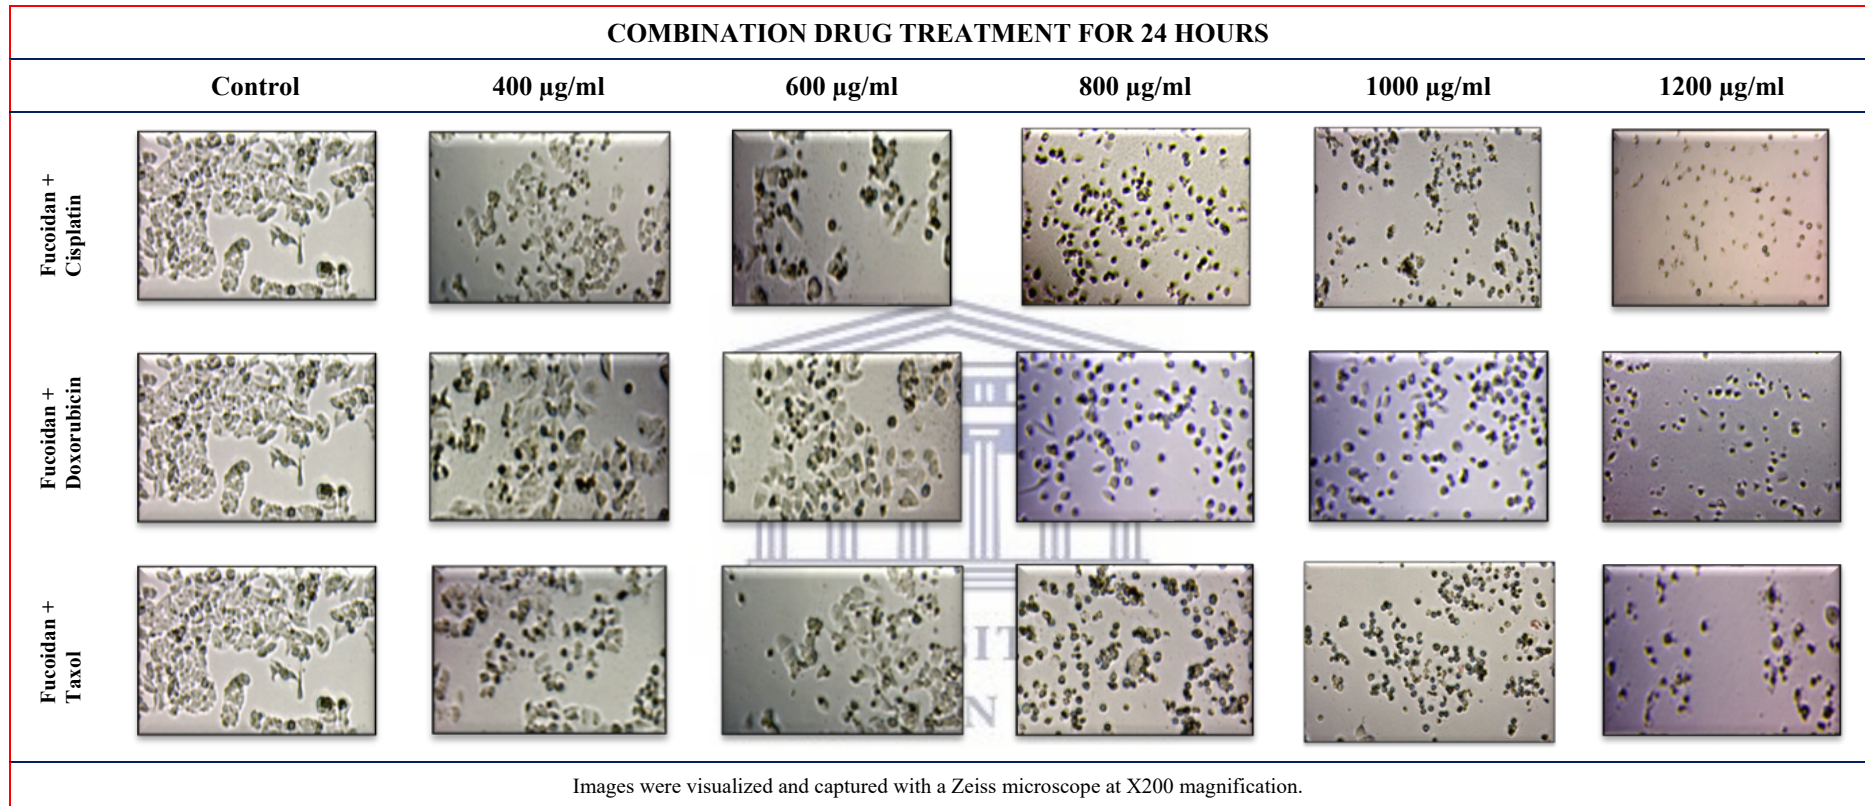 COMBINATION DRUG TREATMENT FOR 24 HOURS
Control 400 µg/ml 600 µg/ml 800 µg/ml 1000 µg/ml 1200 µg/ml
Fucoidan +
Cisplatin
Fucoidan +
Doxorubicin
Fucoidan +
Taxol
Images were visualized and captured with a Zeiss microscope at X200 magnification.